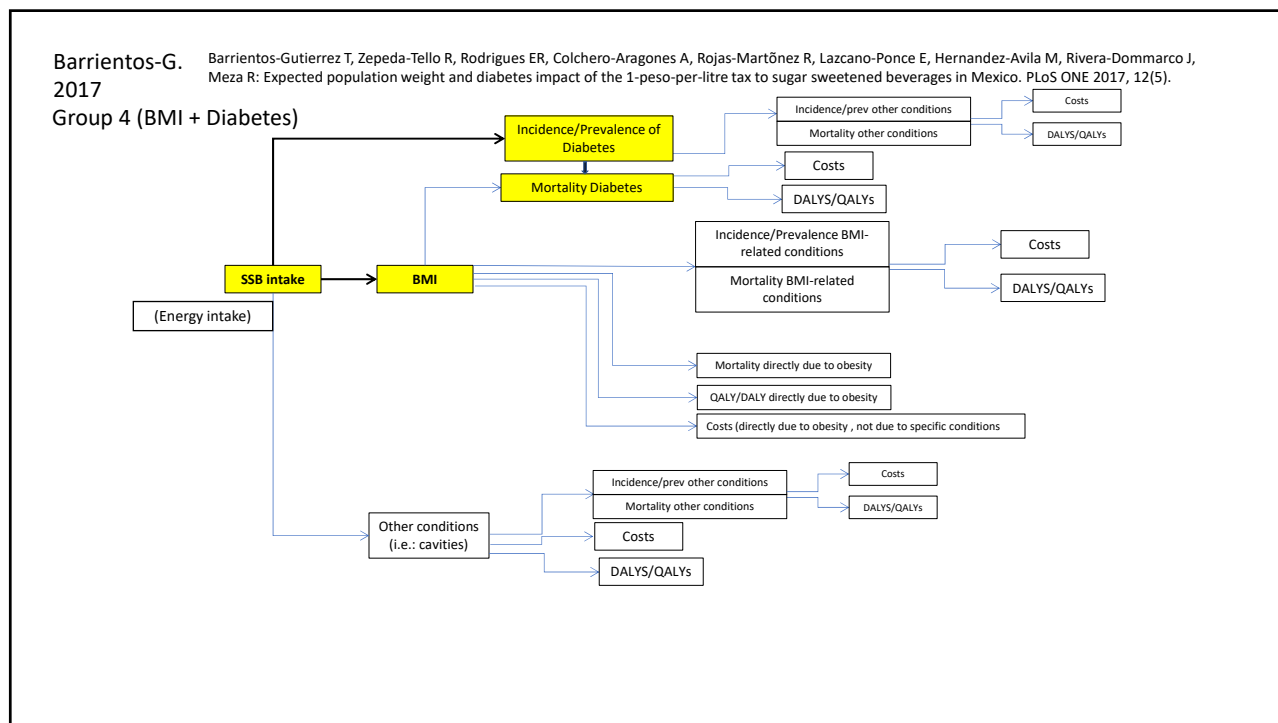 Barrientos-G.
2017
Group 4 (BMI + Diabetes)
Barrientos-Gutierrez T, Zepeda-Tello R, Rodrigues ER, Colchero-Aragones A, Rojas-Martõnez R, Lazcano-Ponce E, Hernandez-Avila M, Rivera-Dommarco J,
Meza R: Expected population weight and diabetes impact of the 1-peso-per-litre tax to sugar sweetened beverages in Mexico. PLoS ONE 2017, 12(5).
Incidence/Prevalence of
Diabetes
Mortality Diabetes
Incidence/prev other conditions
Mortality other conditions
Costs
DALYS/QALYs
Costs
DALYS/QALYs
SSB intake
(Energy intake)
BMI
Incidence/Prevalence BMI-
related conditions
Mortality BMI-related
conditions
Costs
DALYS/QALYs
Mortality directly due to obesity
QALY/DALY directly due to obesity
Costs (directly due to obesity , not due to specific conditions
Other conditions
(i.e.: cavities)
Incidence/prev other conditions
Mortality other conditions
Costs
DALYS/QALYs
Costs
DALYS/QALYs